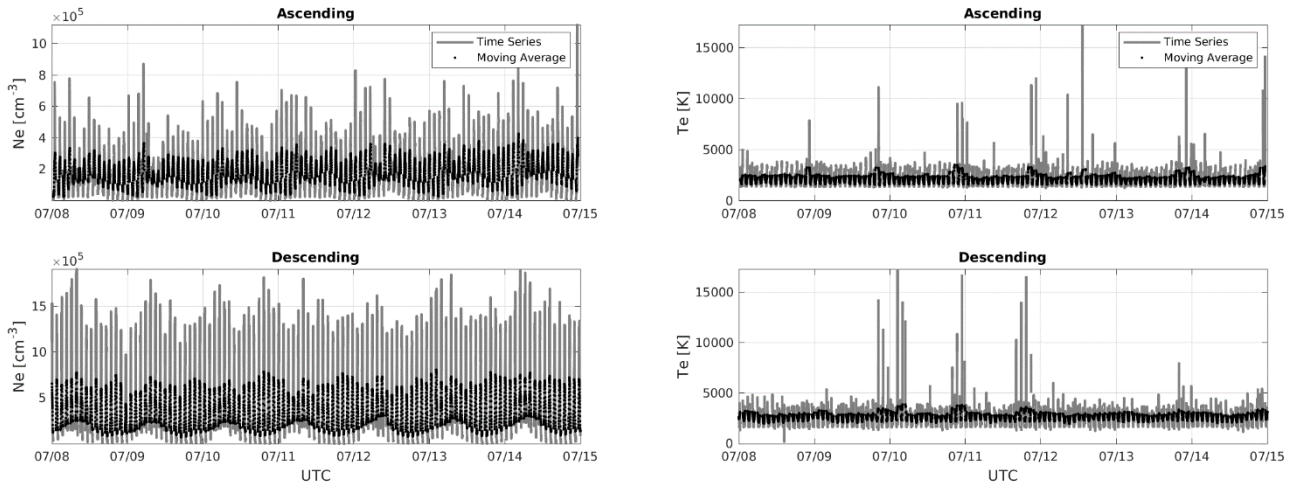 Ascending
×10⁵
10
8
6
4
2
Ne [cm⁻³]
Time Series
Moving Average
07/08 07/09 07/10 07/11 07/12 07/13 07/14 07/15
Ascending
15000
10000
5000
0
Te [K]
Time Series
Moving Average
07/08 07/09 07/10 07/11 07/12 07/13 07/14 07/15
Descending
×10⁵
15
10
5
Ne [cm⁻³]
07/08 07/09 07/10 07/11 07/12 07/13 07/14 07/15
UTC
Descending
15000
10000
5000
0
Te [K]
07/08 07/09 07/10 07/11 07/12 07/13 07/14 07/15
UTC